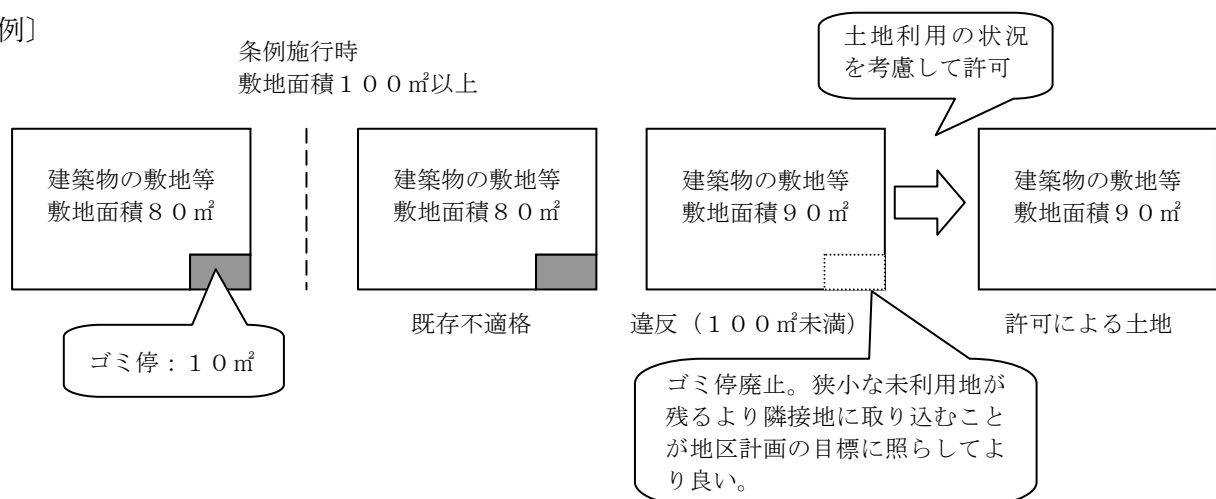 例〕
条例施行時
敷地面積１００㎡以上
土地利用の状況
を考慮して許可
建築物の敷地等
敷地面積８０㎡
建築物の敷地等
敷地面積８０㎡
建築物の敷地等
敷地面積９０㎡
建築物の敷地等
敷地面積９０㎡
既存不適格
違反（１００㎡未満）
許可による土地
ゴミ停：１０㎡
ゴミ停廃止。狭小な未利用地が
残るより隣接地に取り込むこと
が地区計画の目標に照らしてよ
り良い。